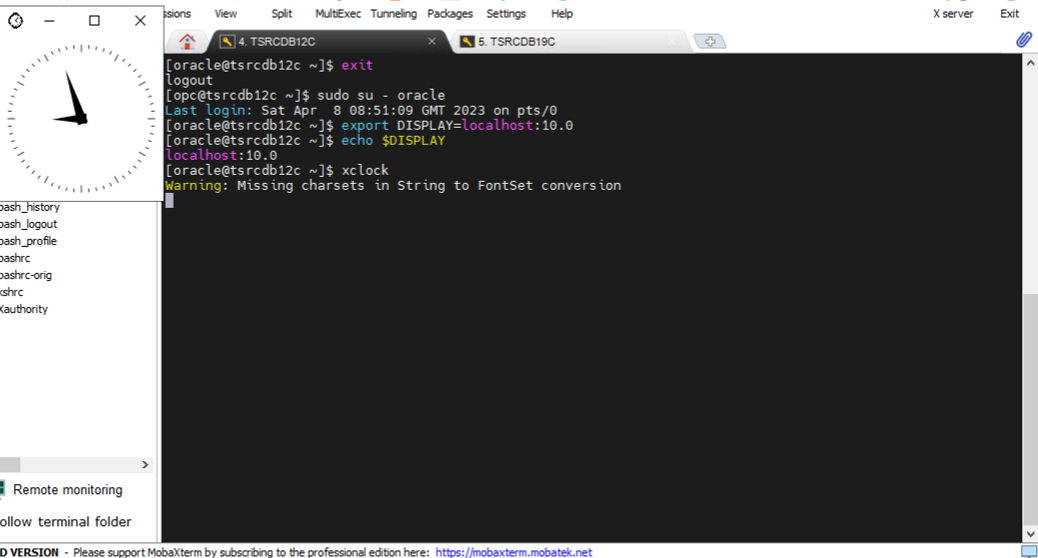 ssions View Split MultiExec Tunneling Packages Settings Help X server Exit
4. TSRCDB12C 5. TSRCDB19C
[oracle@tsrcdb12c ~]$ exit
logout
[opc@tsrcdb12c ~]$ sudo su - oracle
Last login: Sat Apr  8 08:51:09 GMT 2023 on pts/0
[oracle@tsrcdb12c ~]$ export DISPLAY=localhost:10.0
[oracle@tsrcdb12c ~]$ echo $DISPLAY
localhost:10.0
[oracle@tsrcdb12c ~]$ xclock
Warning: Missing charsets in String to FontSet conversion
bash_history
bash_logout
bash_profile
bashrc
bashrc-orig
kshrc
Xauthority
Remote monitoring
ollow terminal folder
D VERSION - Please support MobaXterm by subscribing to the professional edition here: https://mobaxterm.mobatek.net